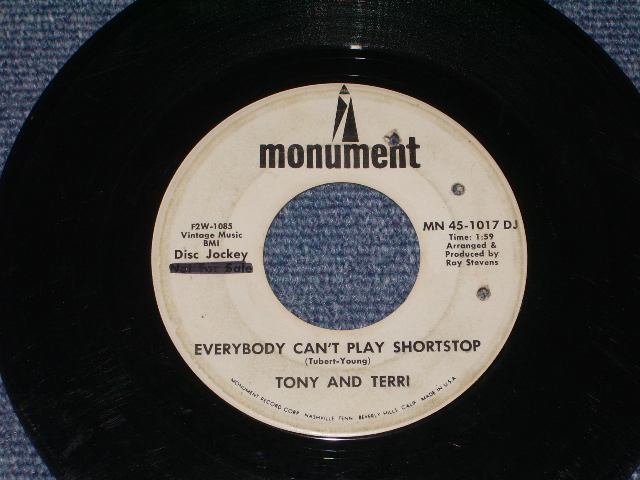 monument
F2W-1085
Vintage Music
BMI
Disc Jockey
Not For Sale
MN 45-1017 DJ
Time: 1:59
Arranged &
Produced by
Ray Stevens
EVERYBODY CAN'T PLAY SHORTSTOP
(Tubert-Young)
TONY AND TERRI
MONUMENT RECORD CORP. NASHVILLE, TENN. BEVERLY HILLS, CALIF. MADE IN U.S.A.